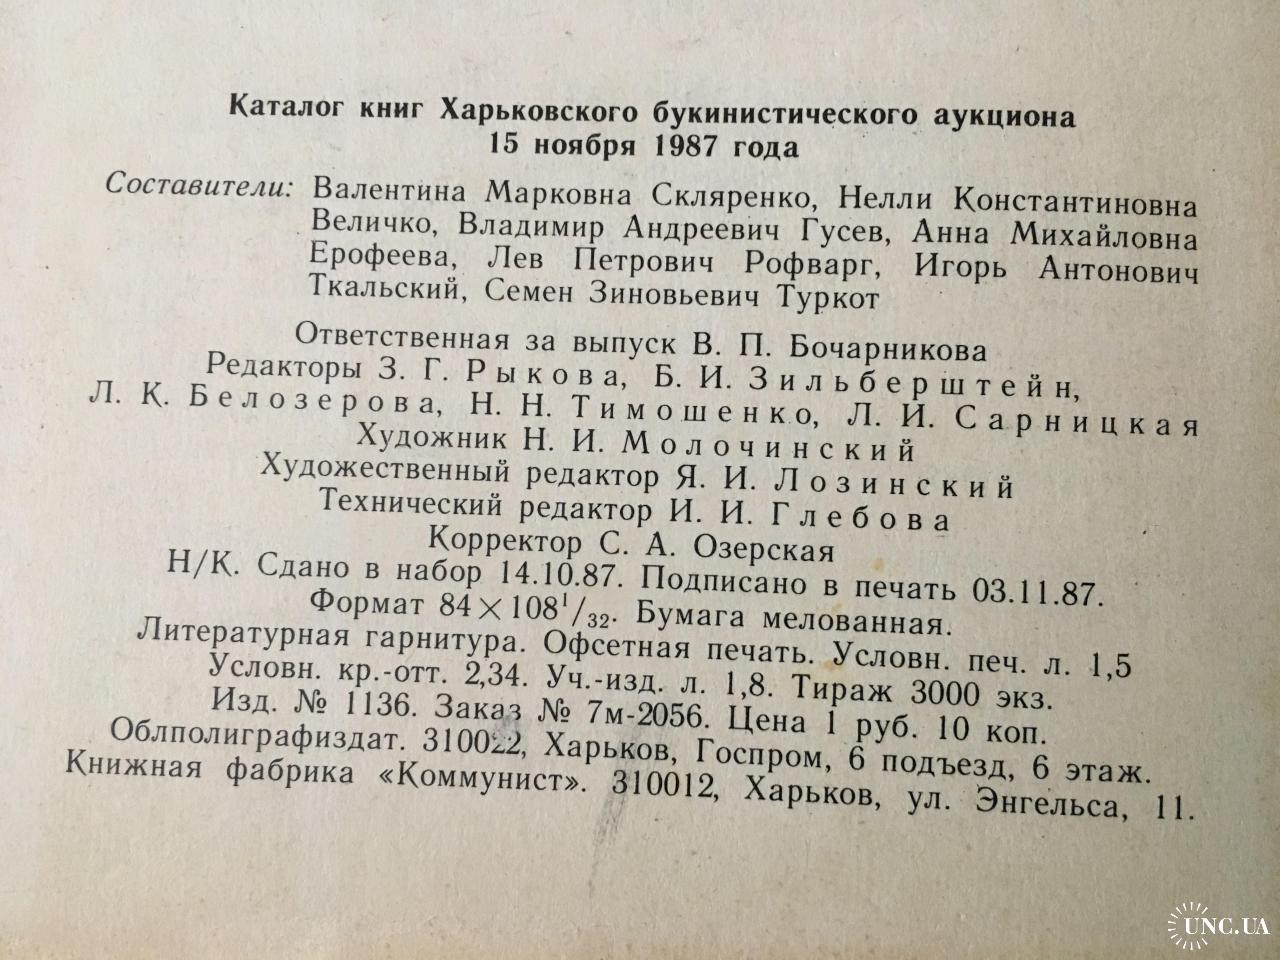 Каталог книг Харьковского букинистического аукциона
15 ноября 1987 года
Составители: Валентина Марковна Скляренко, Нелли Константиновна
Величко, Владимир Андреевич Гусев, Анна Михайловна
Ерофеева, Лев Петрович Рофварг, Игорь Антонович
Ткальский, Семен Зиновьевич Туркот
Ответственная за выпуск В. П. Бочарникова
Редакторы З. Г. Рыкова, Б. И. Зильберштейн,
Л. К. Белозерова, Н. Н. Тимошенко, Л. И. Сарницкая
Художник Н. И. Молочинский
Художественный редактор Я. И. Лозинский
Технический редактор И. И. Глебова
Корректор С. А. Озерская
Н/К. Сдано в набор 14.10.87. Подписано в печать 03.11.87.
Формат 84×108¹/₃₂. Бумага мелованная.
Литературная гарнитура. Офсетная печать. Условн. печ. л. 1,5
Условн. кр.-отт. 2,34. Уч.-изд. л. 1,8. Тираж 3000 экз.
Изд. № 1136. Заказ № 7м-2056. Цена 1 руб. 10 коп.
Облполиграфиздат. 310022, Харьков, Госпром, 6 подъезд, 6 этаж.
Книжная фабрика «Коммунист». 310012, Харьков, ул. Энгельса, 11.
UNC.UA